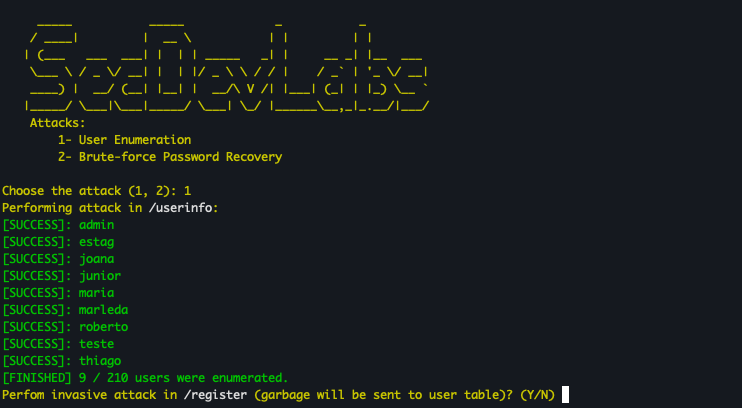 SecDevLabs
Attacks:
1- User Enumeration
2- Brute-force Password Recovery
Choose the attack (1, 2): 1
Performing attack in /userinfo:
[SUCCESS]: admin
[SUCCESS]: estag
[SUCCESS]: joana
[SUCCESS]: junior
[SUCCESS]: maria
[SUCCESS]: marleda
[SUCCESS]: roberto
[SUCCESS]: teste
[SUCCESS]: thiago
[FINISHED] 9 / 210 users were enumerated.
Perfom invasive attack in /register (garbage will be sent to user table)? (Y/N)